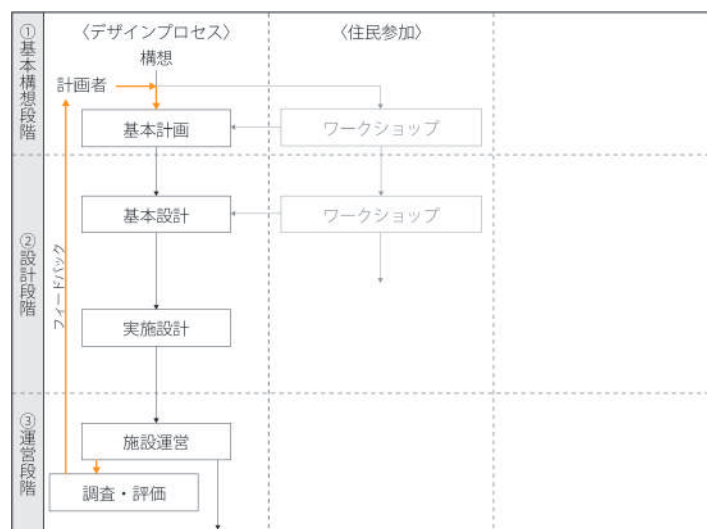 ①基本構想段階
〈デザインプロセス〉
〈住民参加〉
構想
計画者
基本計画
ワークショップ
②設計段階
基本設計
ワークショップ
フィードバック
実施設計
③運営段階
施設運営
調査・評価